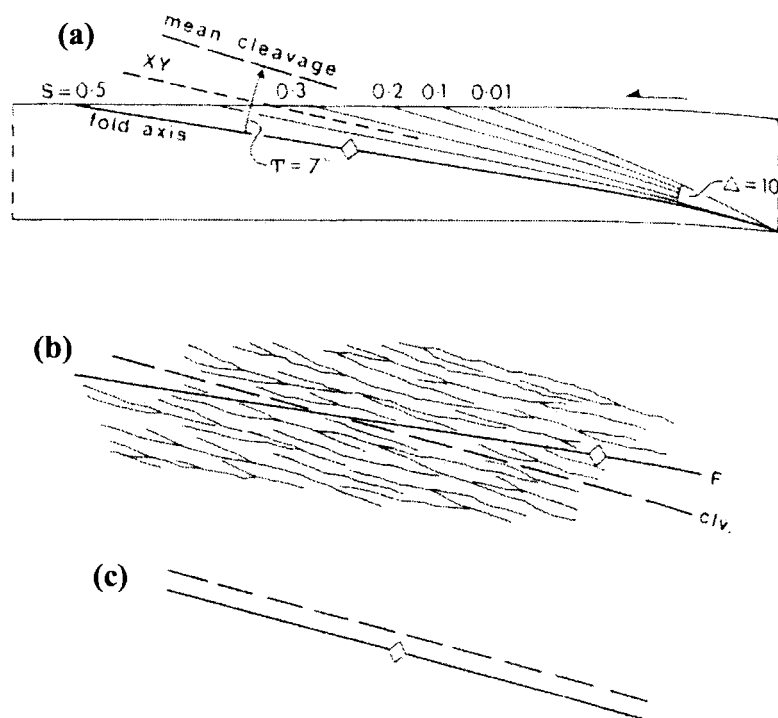 (a)
mean cleavage
XY
S=0·5 0·3 0·2 0·1 0·01
fold axis
τ=7°
△=10
(b)
F
clv.
(c)